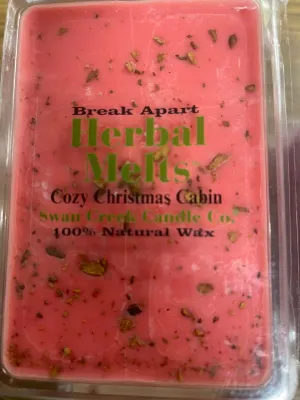 Break Apart
Herbal
Melts
Cozy Christmas Cabin
Swan Creek Candle Co.
100% Natural Wax